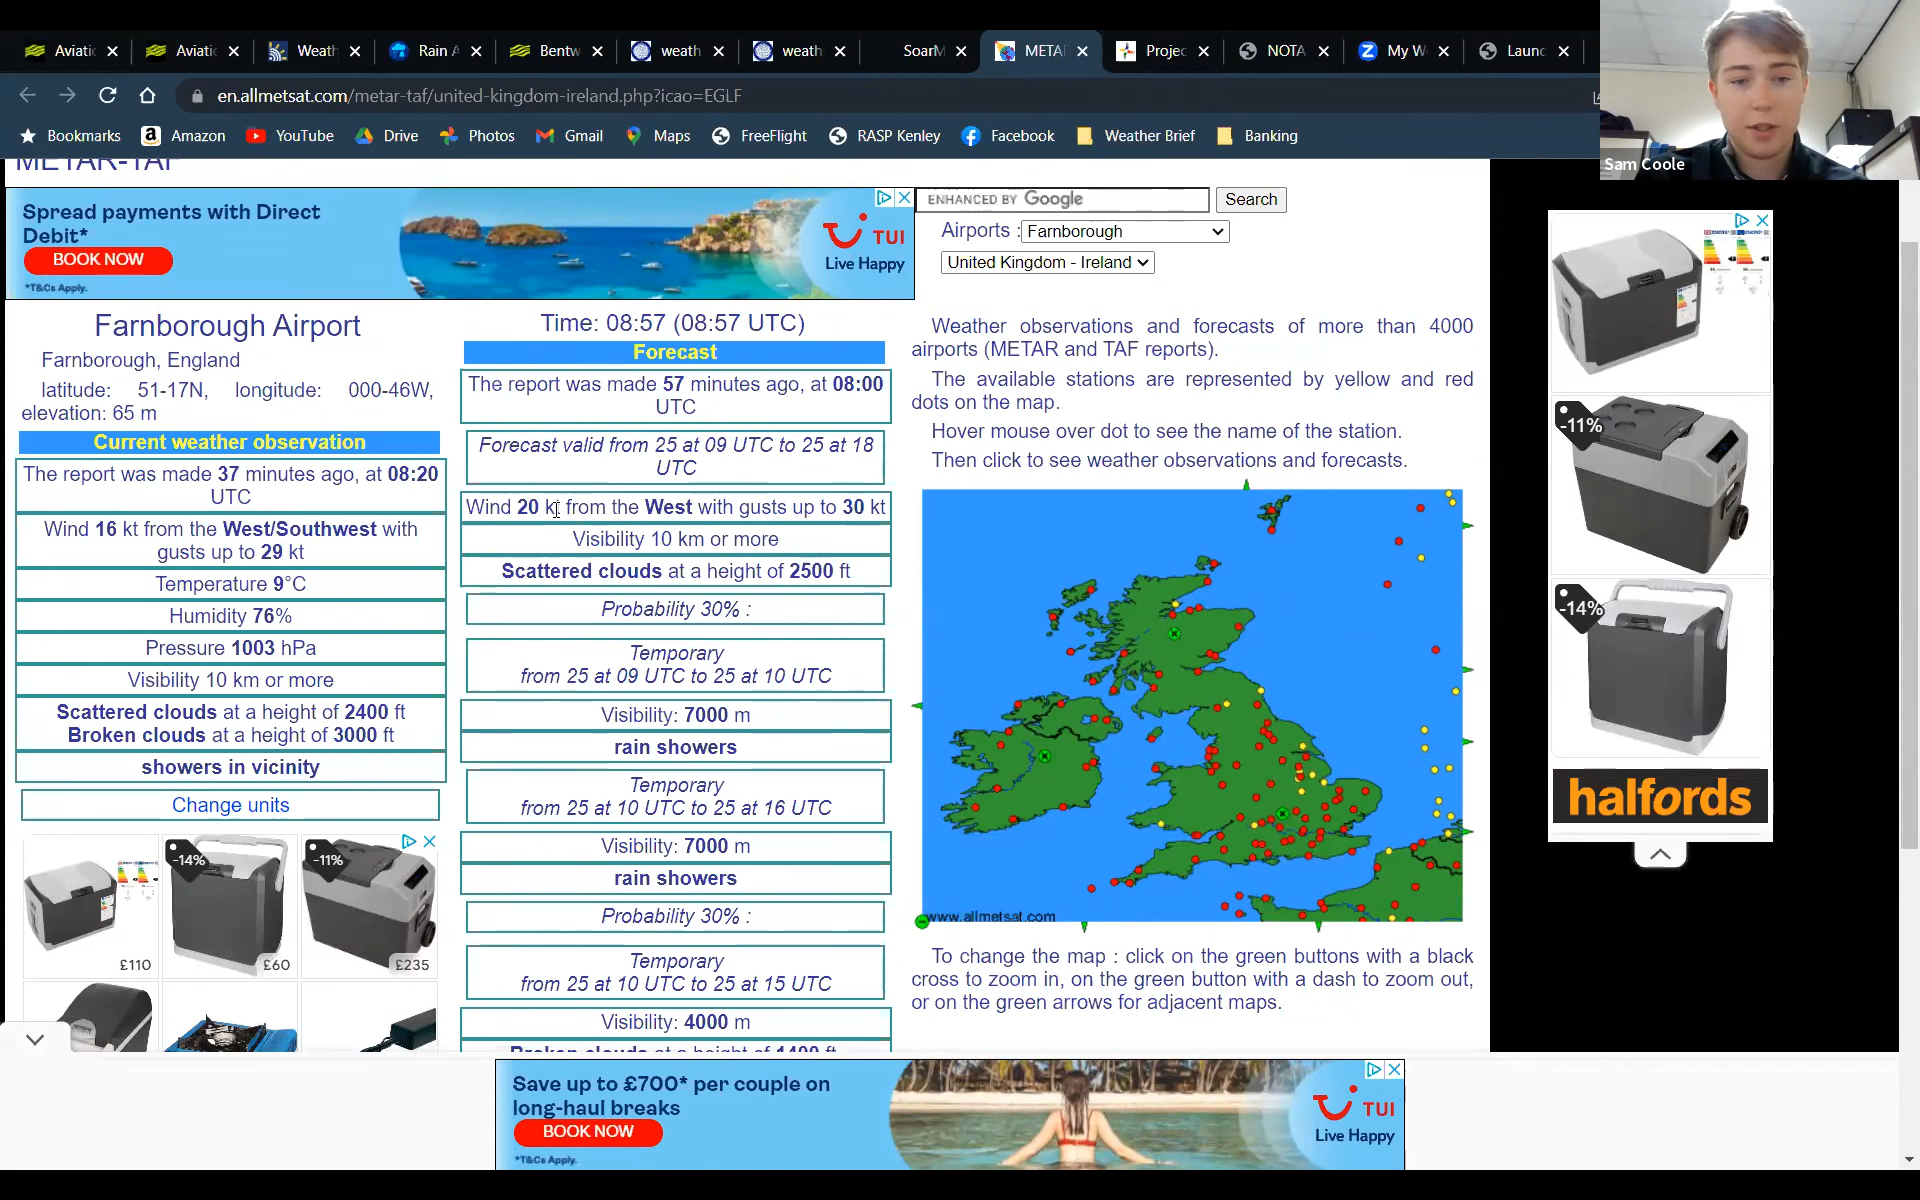 Aviatic
Aviatic
Weath
Rain A
Bentw
weath
weath
SoarM
META
Projec
NOTA
My W
Launc
en.allmetsat.com/metar-taf/united-kingdom-ireland.php?icao=EGLF
Bookmarks
Amazon
YouTube
Drive
Photos
Gmail
Maps
FreeFlight
RASP Kenley
Facebook
Weather Brief
Banking
Sam Coole
METAR-TAF
Spread payments with Direct
Debit*
BOOK NOW
*T&Cs Apply.
TUI
Live Happy
ENHANCED BY Google
Search
Airports : Farnborough
United Kingdom - Ireland
Farnborough Airport
Farnborough, England
latitude: 51-17N, longitude: 000-46W,
elevation: 65 m
Current weather observation
The report was made 37 minutes ago, at 08:20
UTC
Wind 16 kt from the West/Southwest with
gusts up to 29 kt
Temperature 9°C
Humidity 76%
Pressure 1003 hPa
Visibility 10 km or more
Scattered clouds at a height of 2400 ft
Broken clouds at a height of 3000 ft
showers in vicinity
Change units
-14%
-11%
£110
£60
£235
Time: 08:57 (08:57 UTC)
Forecast
The report was made 57 minutes ago, at 08:00
UTC
Forecast valid from 25 at 09 UTC to 25 at 18
UTC
Wind 20 kt from the West with gusts up to 30 kt
Visibility 10 km or more
Scattered clouds at a height of 2500 ft
Probability 30% :
Temporary
from 25 at 09 UTC to 25 at 10 UTC
Visibility: 7000 m
rain showers
Temporary
from 25 at 10 UTC to 25 at 16 UTC
Visibility: 7000 m
rain showers
Probability 30% :
Temporary
from 25 at 10 UTC to 25 at 15 UTC
Visibility: 4000 m
Broken clouds at a height of 1400 ft
Weather observations and forecasts of more than 4000
airports (METAR and TAF reports).
The available stations are represented by yellow and red
dots on the map.
Hover mouse over dot to see the name of the station.
Then click to see weather observations and forecasts.
www.allmetsat.com
To change the map : click on the green buttons with a black
cross to zoom in, on the green button with a dash to zoom out,
or on the green arrows for adjacent maps.
-11%
-14%
halfords
Save up to £700* per couple on
long-haul breaks
BOOK NOW
*T&Cs Apply.
TUI
Live Happy